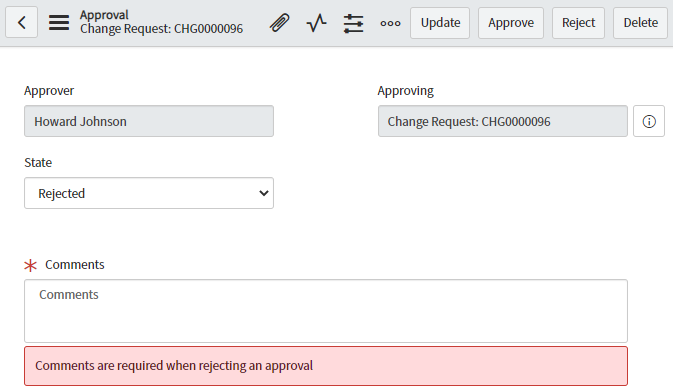 Approval
Change Request: CHG0000096
Update
Approve
Reject
Delete
Approver
Approving
Howard Johnson
Change Request: CHG0000096
State
Rejected
Comments
Comments
Comments are required when rejecting an approval